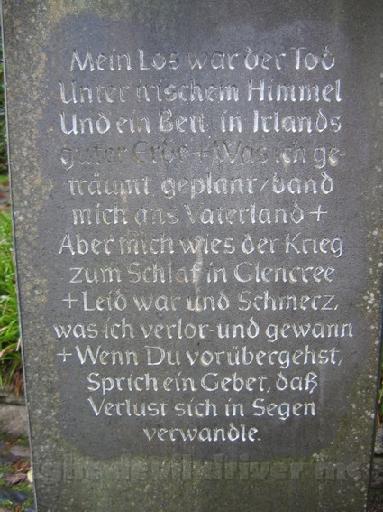 Mein Los war der Tod
Unter irischem Himmel
Und ein Bett in Irlands
guter Erde + Was ich ge-
träumt geplant, band
mich ans Vaterland +
Aber mich wies der Krieg
zum Schlaf in Glencree
+ Leid war und Schmerz,
was ich verlor und gewann
+ Wenn Du vorübergehst,
Sprich ein Gebet, daß
Verlust sich in Segen
verwandle.